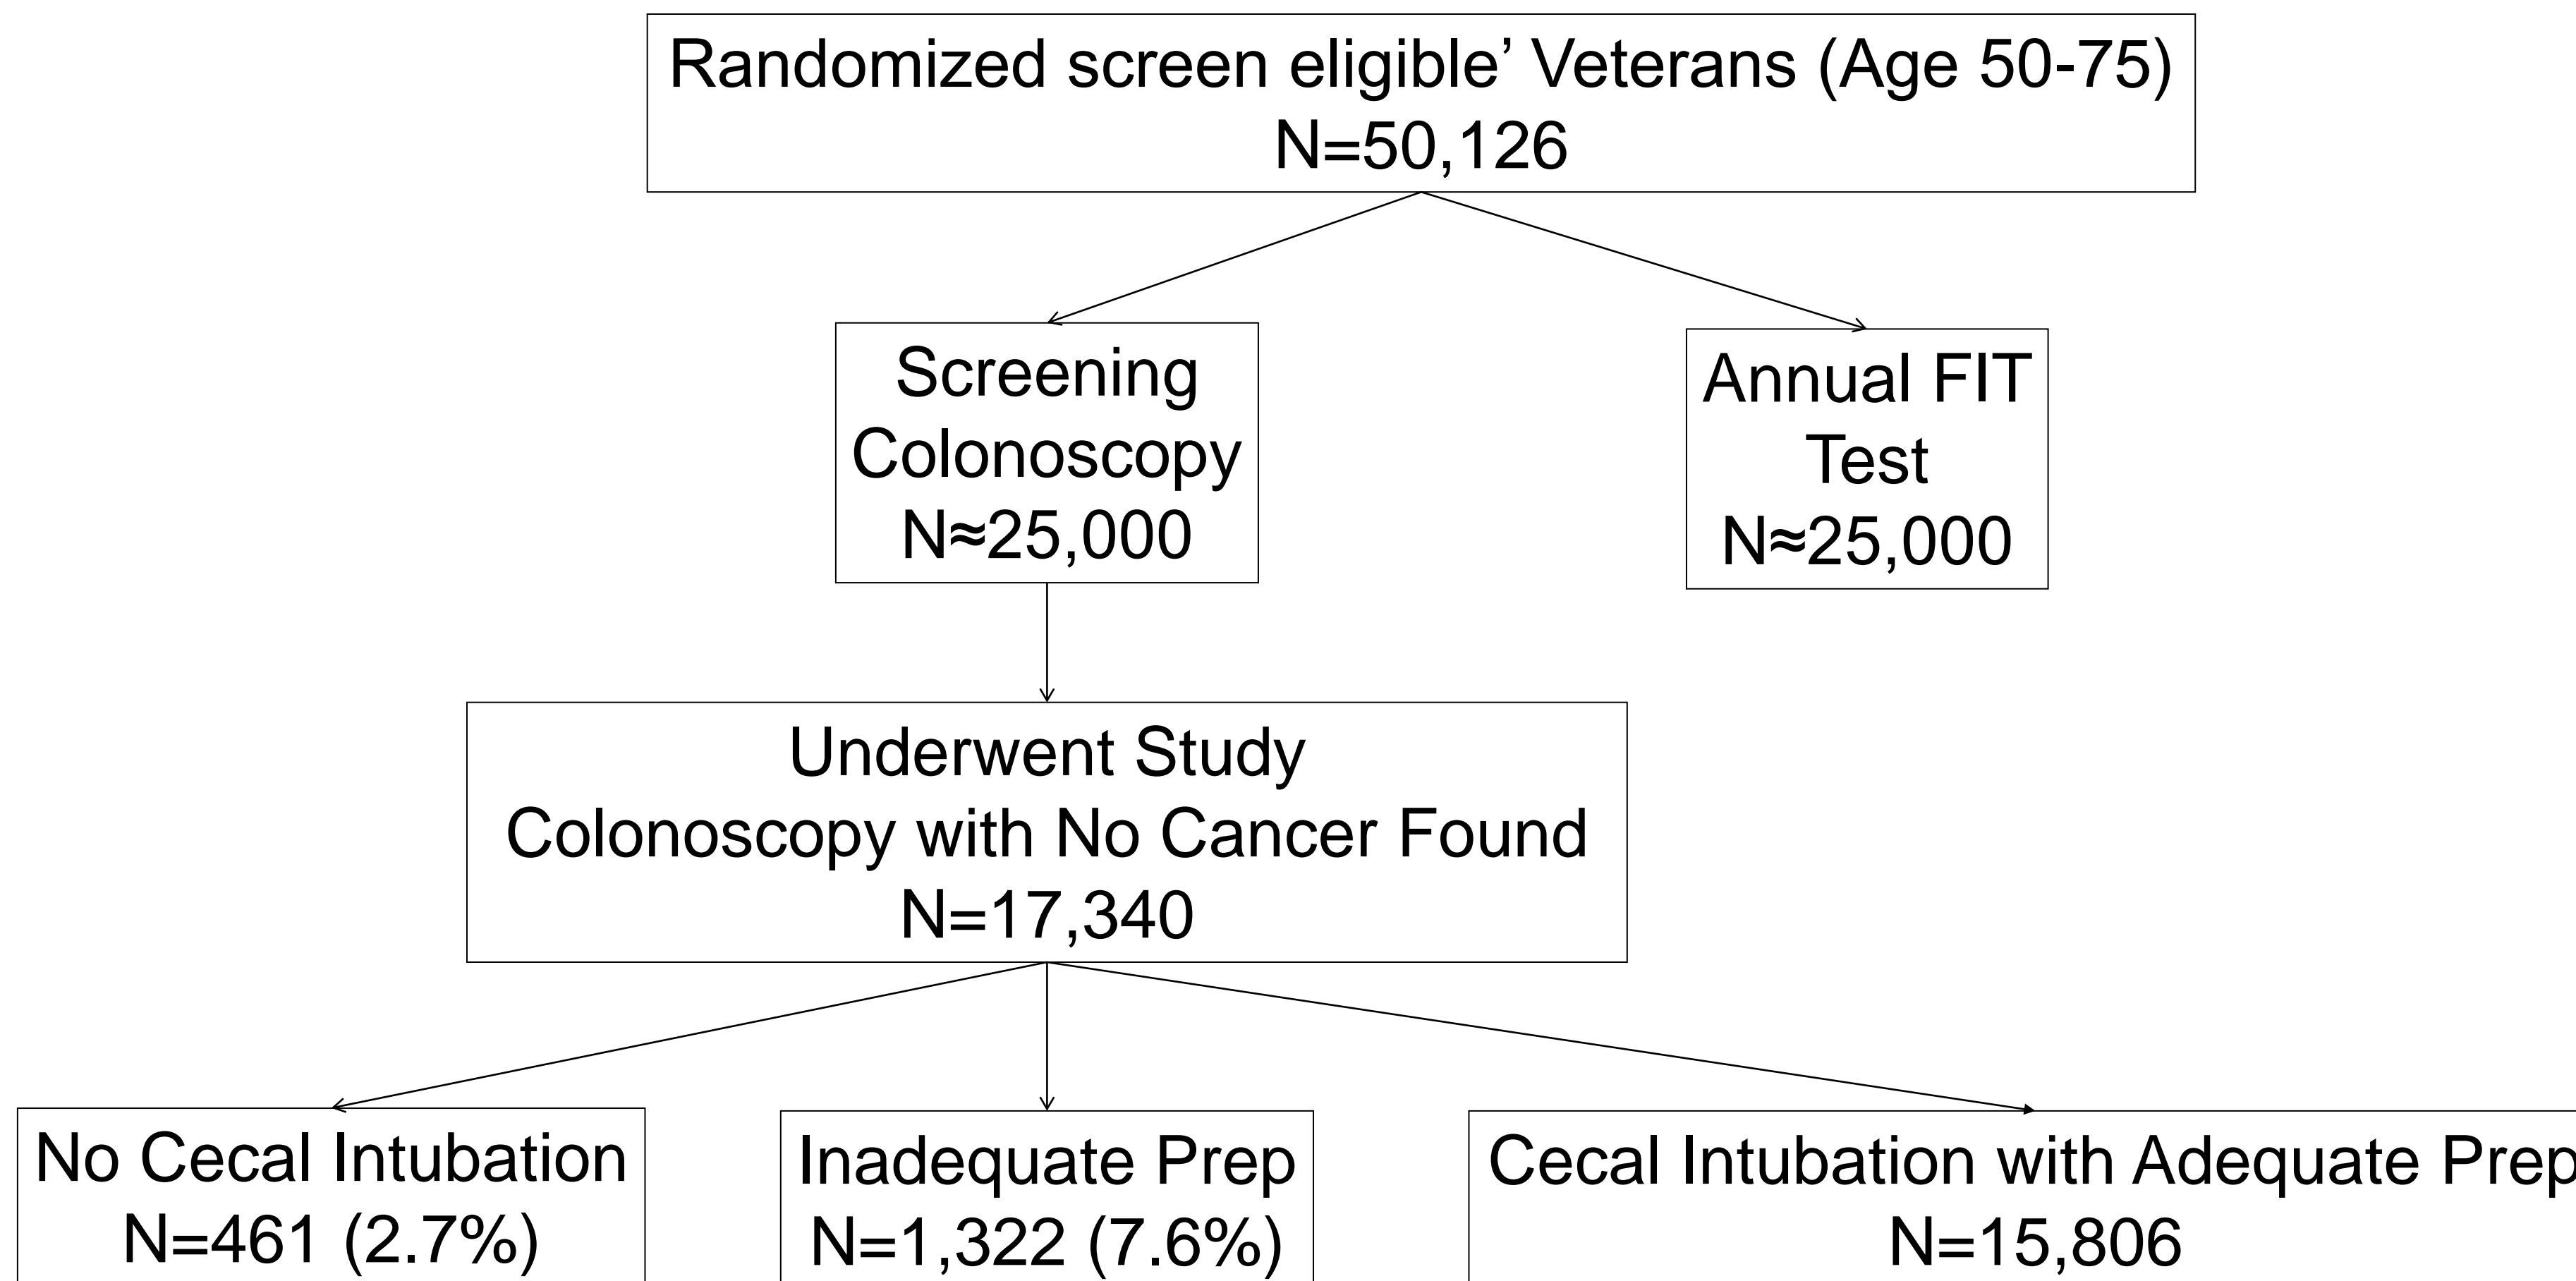 Randomized screen eligible’ Veterans (Age 50-75)
N=50,126
Screening
Colonoscopy
N≈25,000
Annual FIT
Test
N≈25,000
Underwent Study
Colonoscopy with No Cancer Found
N=17,340
No Cecal Intubation
N=461 (2.7%)
Inadequate Prep
N=1,322 (7.6%)
Cecal Intubation with Adequate Prep
N=15,806